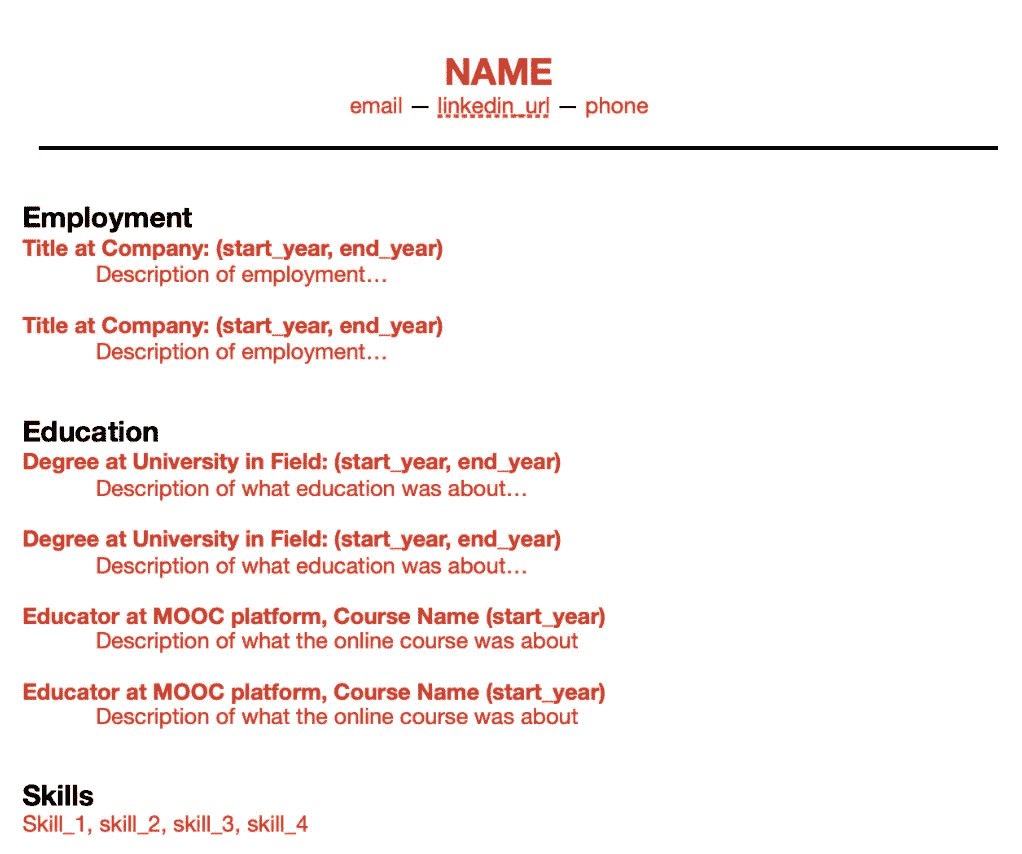 NAME
email — linkedin_url — phone
Employment
Title at Company: (start_year, end_year)
Description of employment…
Title at Company: (start_year, end_year)
Description of employment…
Education
Degree at University in Field: (start_year, end_year)
Description of what education was about…
Degree at University in Field: (start_year, end_year)
Description of what education was about…
Educator at MOOC platform, Course Name (start_year)
Description of what the online course was about
Educator at MOOC platform, Course Name (start_year)
Description of what the online course was about
Skills
Skill_1, skill_2, skill_3, skill_4